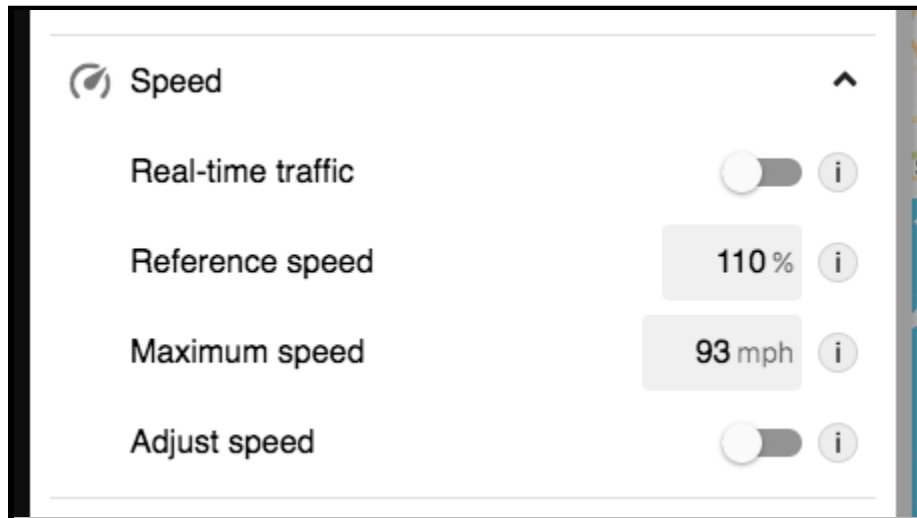 Speed
Real-time traffic i
Reference speed 110 % i
Maximum speed 93 mph i
Adjust speed i